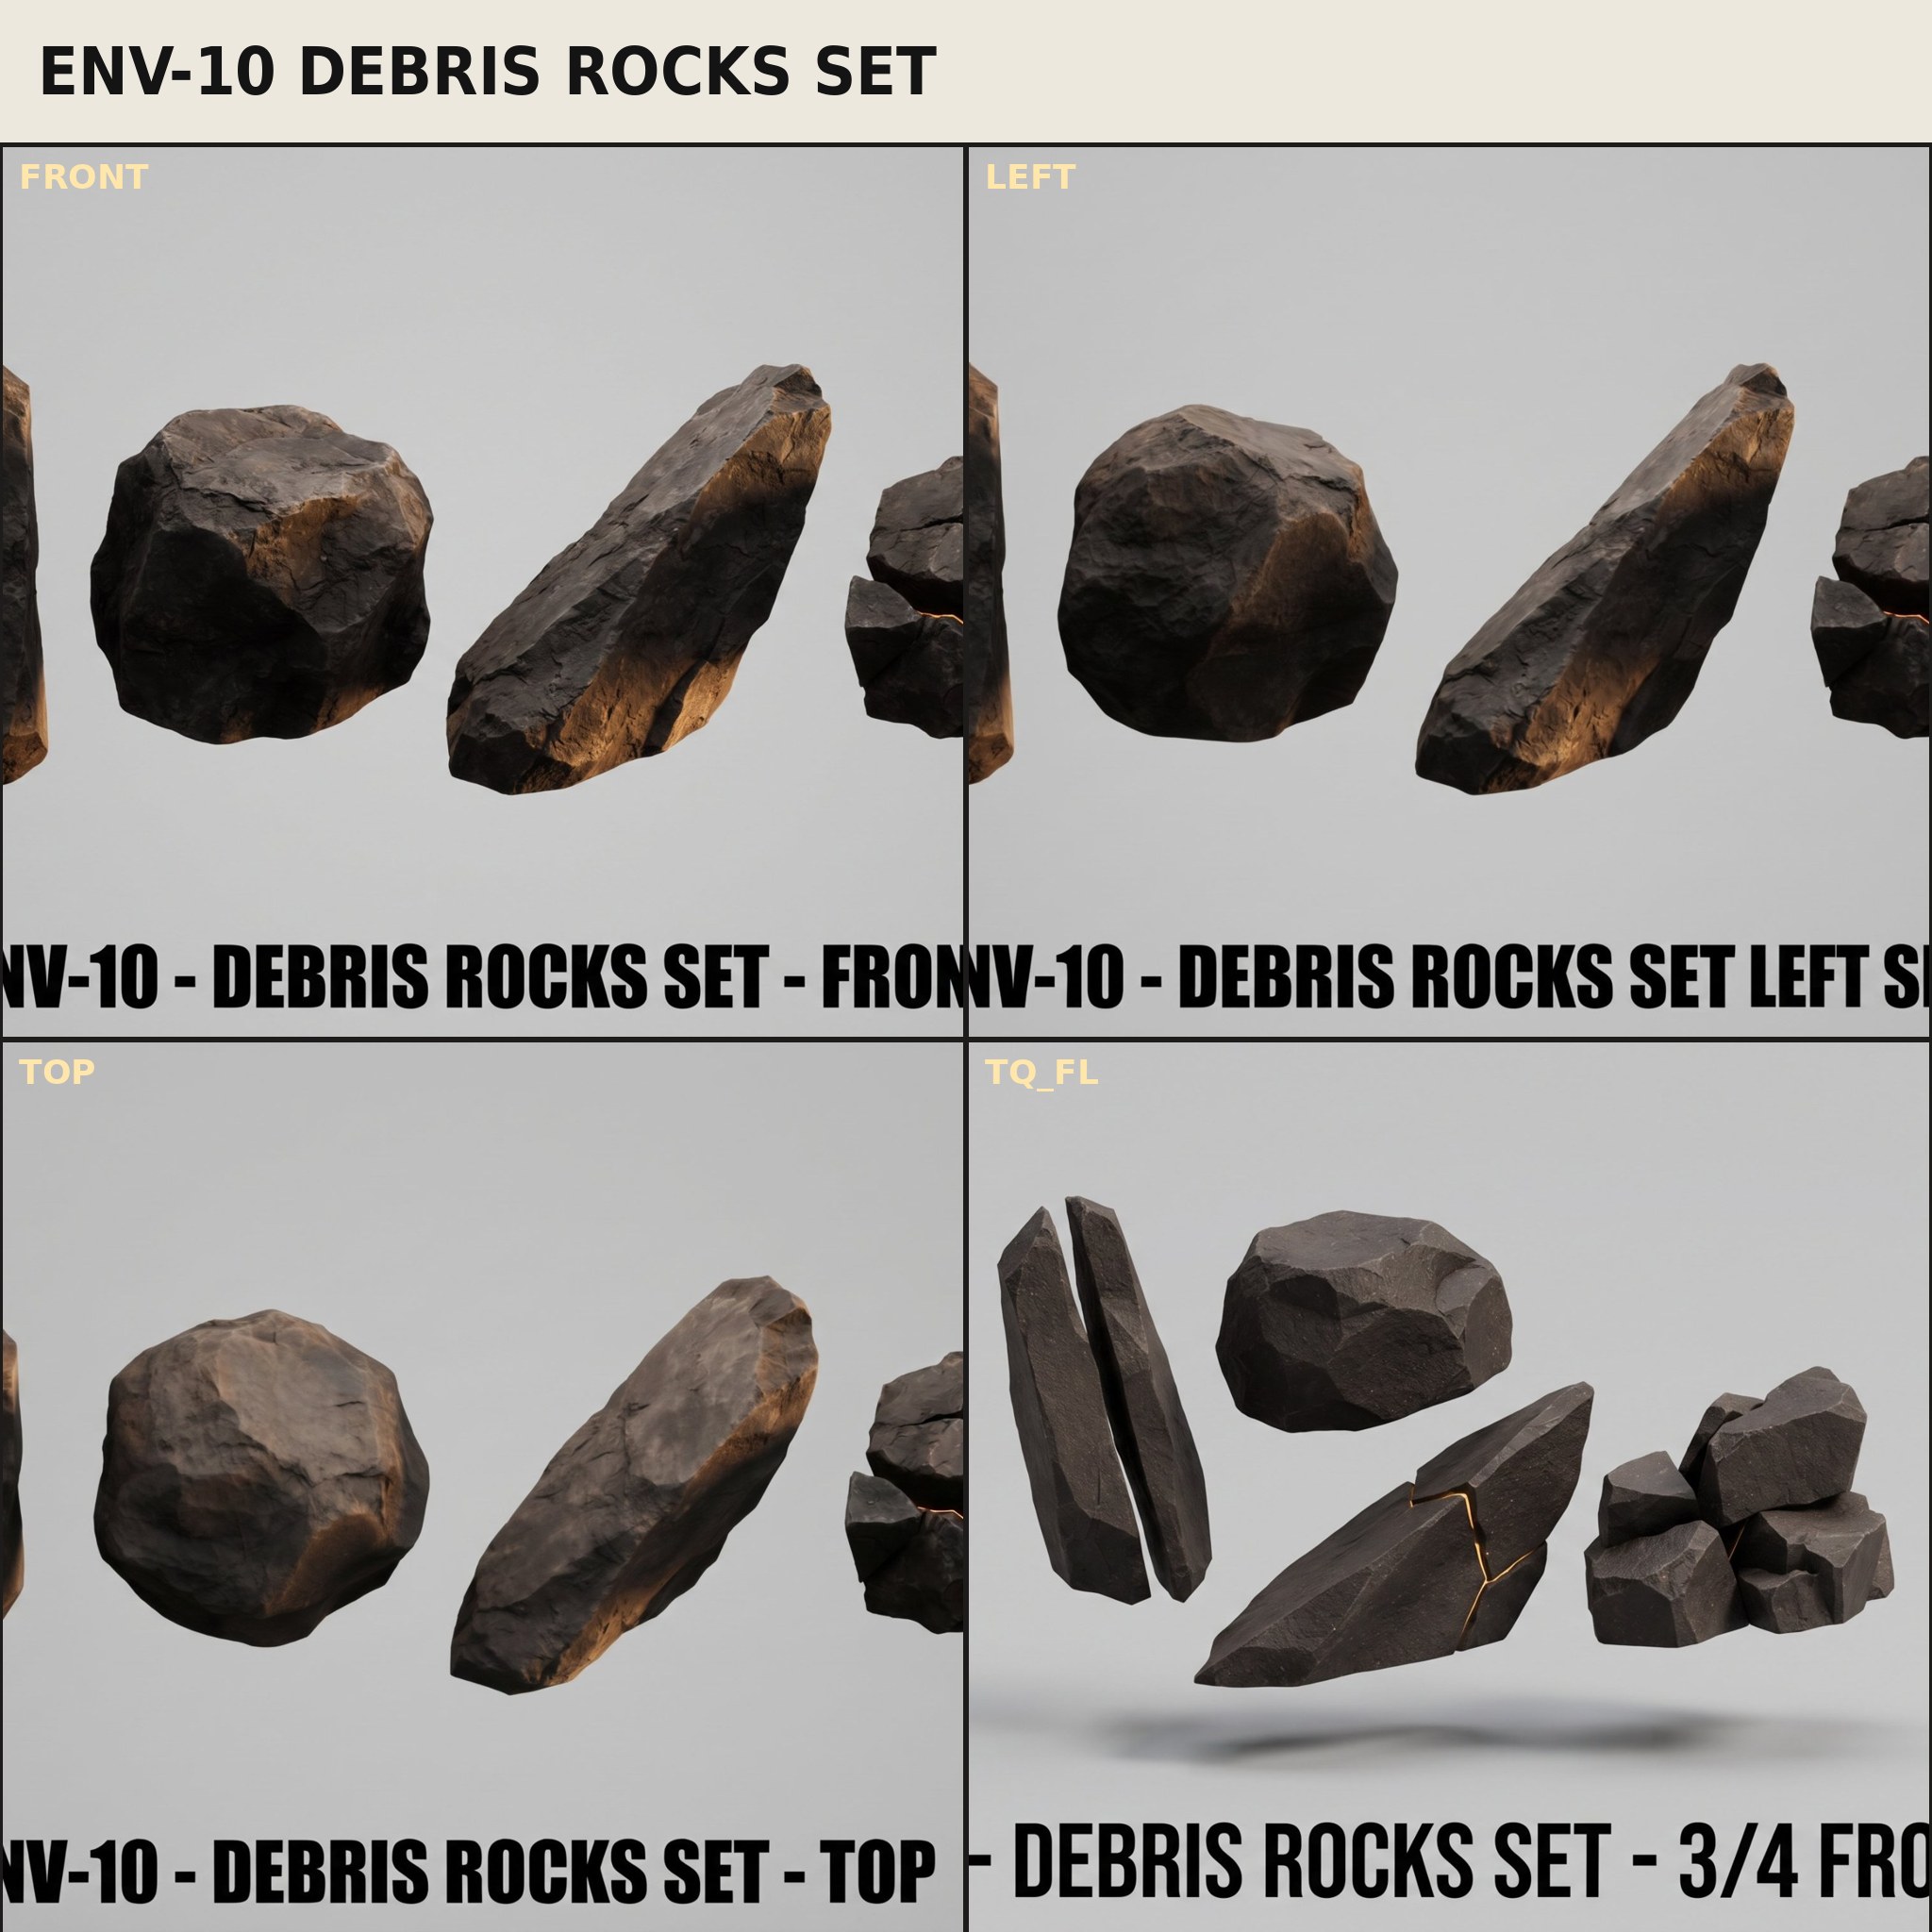 ENV-10 DEBRIS ROCKS SET
FRONT
LEFT
NV-10 - DEBRIS ROCKS SET - FRON
NV-10 - DEBRIS ROCKS SET LEFT SI
TOP
TQ_FL
NV-10 - DEBRIS ROCKS SET - TOP
- DEBRIS ROCKS SET - 3/4 FRO